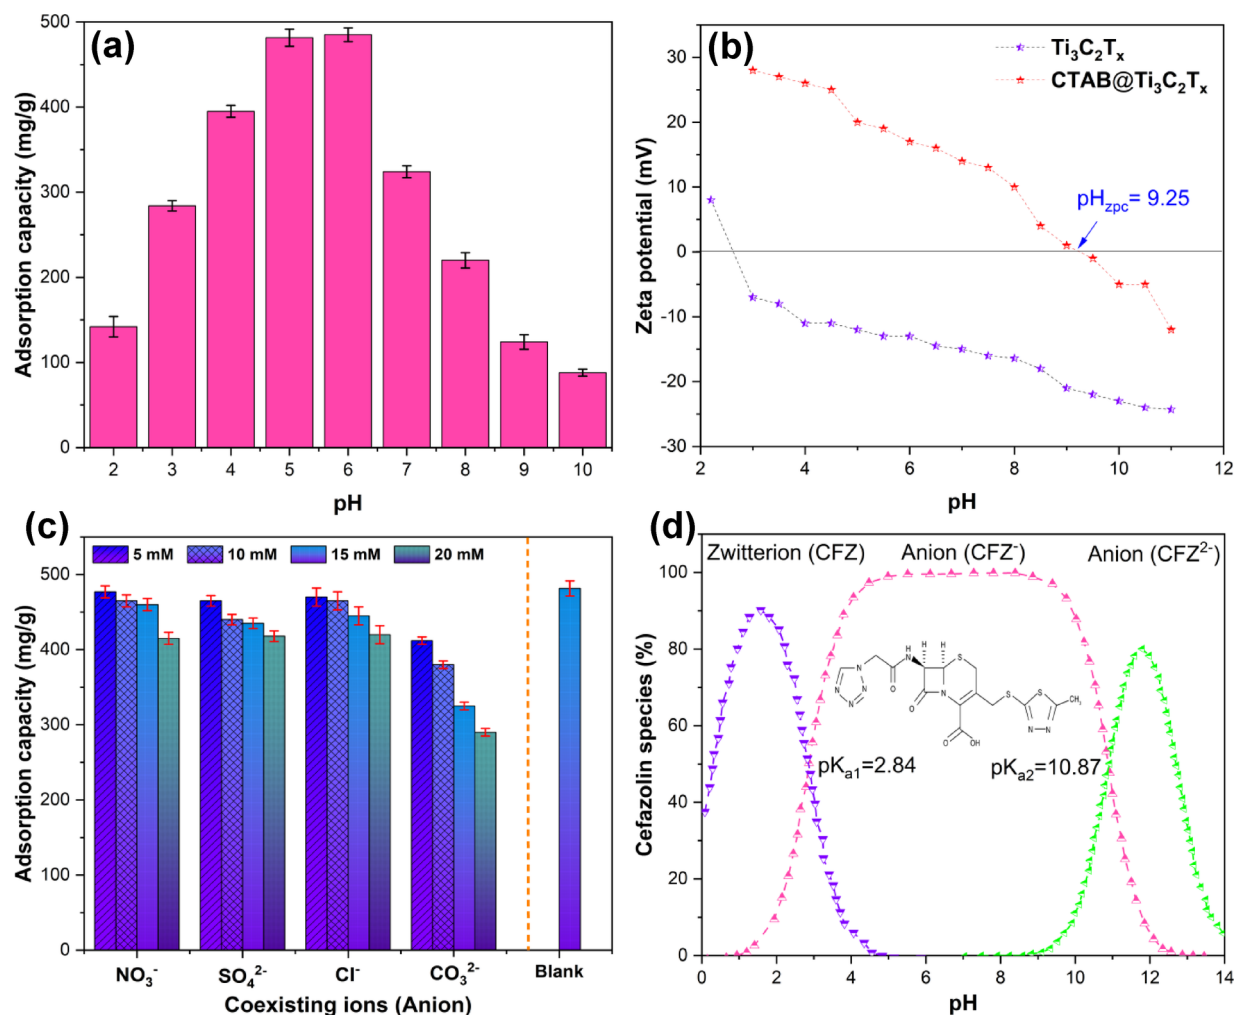 (a)
Adsorption capacity (mg/g)
500
400
300
200
100
0
2 3 4 5 6 7 8 9 10
pH
(b)
Ti₃C₂Tₓ
CTAB@Ti₃C₂Tₓ
Zeta potential (mV)
30
20
10
0
-10
-20
-30
pH_zpc= 9.25
2 4 6 8 10 12
pH
(c)
5 mM 10 mM 15 mM 20 mM
Adsorption capacity (mg/g)
500
400
300
200
100
0
NO₃⁻ SO₄²⁻ Cl⁻ CO₃²⁻ Blank
Coexisting ions (Anion)
(d)
Zwitterion (CFZ) Anion (CFZ⁻) Anion (CFZ²⁻)
Cefazolin species (%)
100
80
60
40
20
0
H H
H
N S
N N
N N
O
N
O
S
S
CH₃
N N
O OH
pKₐ₁=2.84 pKₐ₂=10.87
0 2 4 6 8 10 12 14
pH